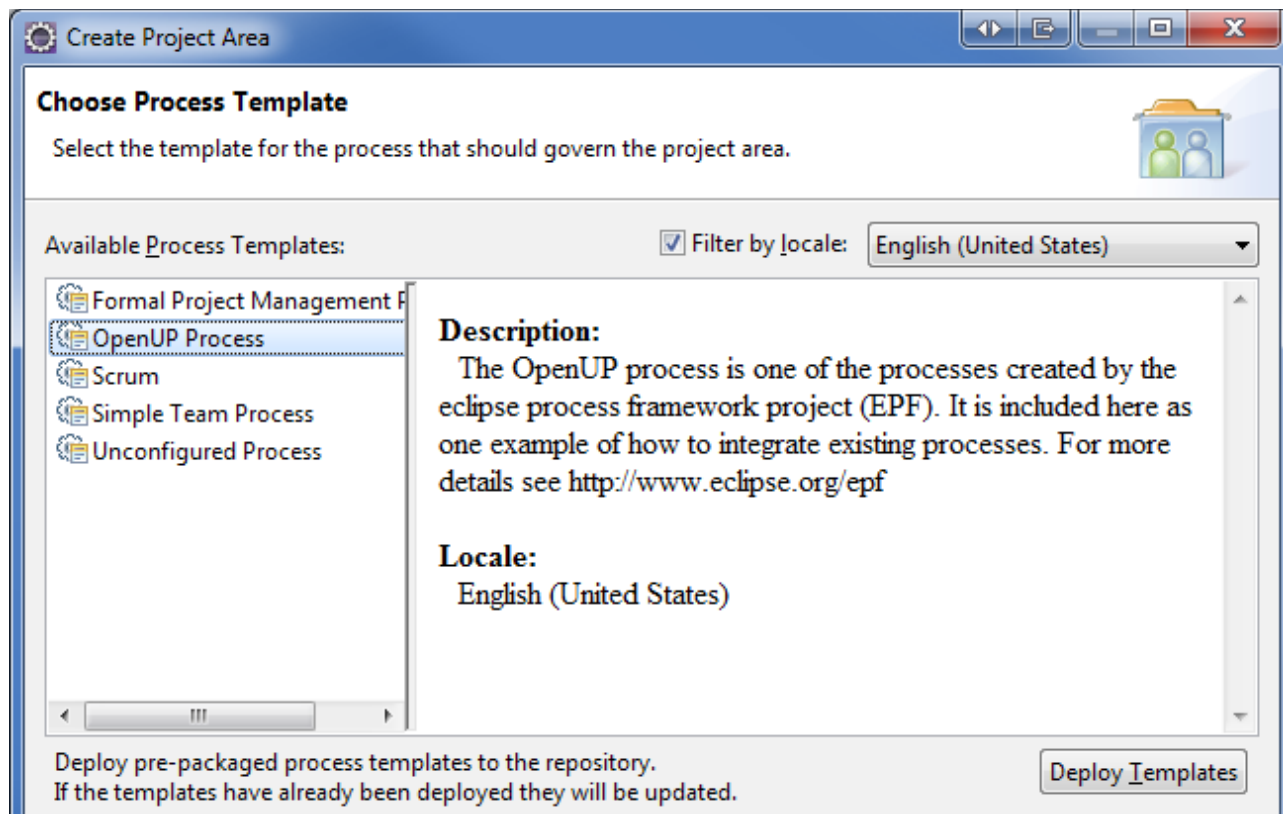 Create Project Area
Choose Process Template
Select the template for the process that should govern the project area.
Available Process Templates:
Filter by locale:
English (United States)
Formal Project Management
OpenUP Process
Scrum
Simple Team Process
Unconfigured Process
Description:
The OpenUP process is one of the processes created by the
eclipse process framework project (EPF). It is included here as
one example of how to integrate existing processes. For more
details see http://www.eclipse.org/epf
Locale:
English (United States)
Deploy pre-packaged process templates to the repository.
If the templates have already been deployed they will be updated.
Deploy Templates